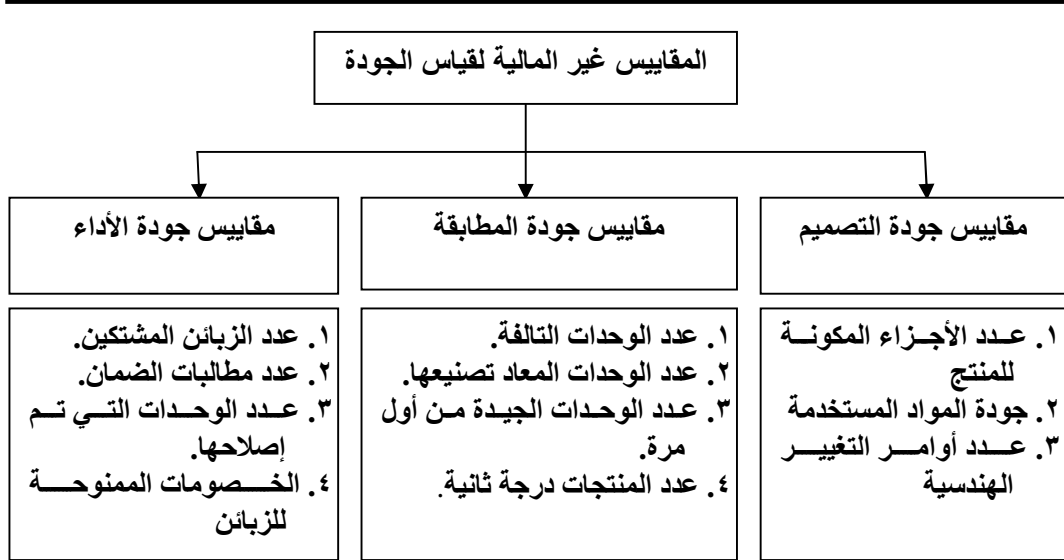 المقاييس غير المالية لقياس الجودة
مقاييس جودة التصميم
مقاييس جودة المطابقة
مقاييس جودة الأداء
١. عدد الأجزاء المكونة
للمنتج
٢. جودة المواد المستخدمة
٣. عدد أوامر التغيير
الهندسية
١. عدد الوحدات التالفة.
٢. عدد الوحدات المعاد تصنيعها.
٣. عدد الوحدات الجيدة من أول
مرة.
٤. عدد المنتجات درجة ثانية.
١. عدد الزبائن المشتكين.
٢. عدد مطالبات الضمان.
٣. عدد الوحدات التي تم
إصلاحها.
٤. الخصومات الممنوحة
للزبائن